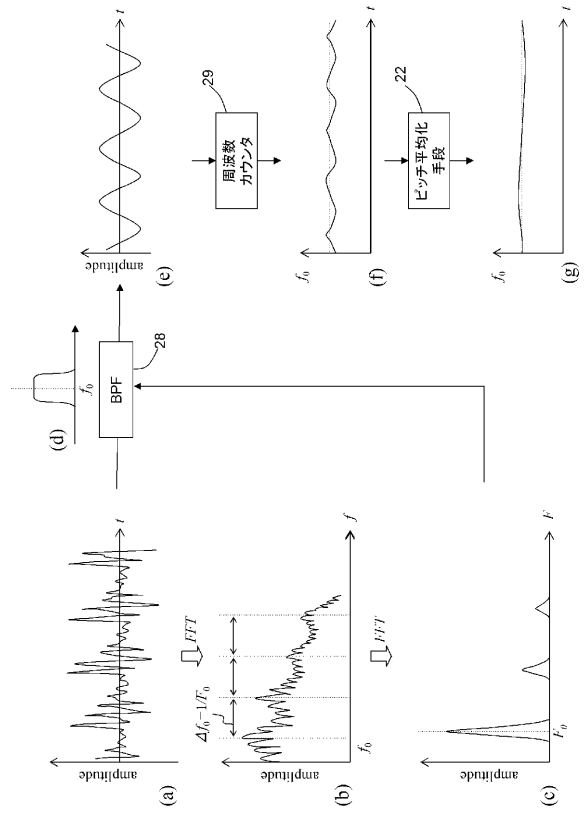 amplitude
t
(a)
FFT
amplitude
Δf₀=1/F₀
f₀
f
(b)
FFT
amplitude
F₀
F
(c)
(d)
f₀
BPF
28
amplitude
t
(e)
周波数
カウンタ
29
f₀
t
(f)
ピッチ平均化
手段
22
f₀
t
(g)